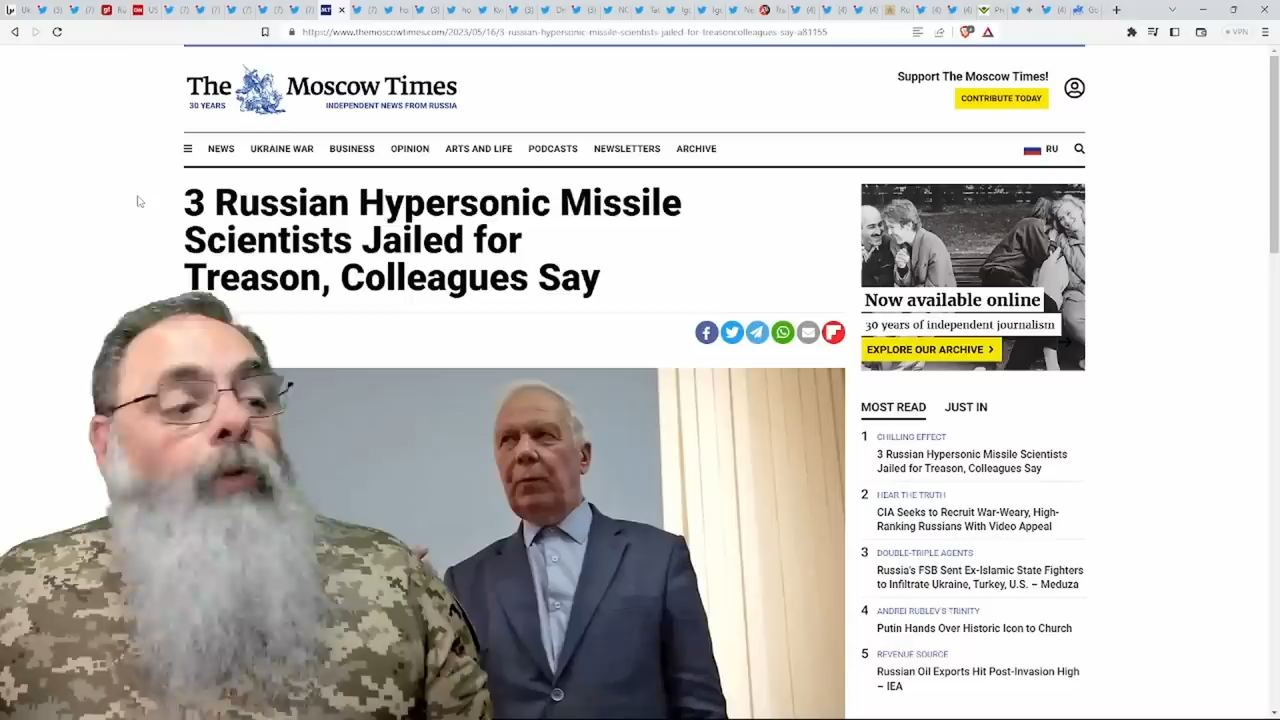 https://www.themoscowtimes.com/2023/05/16/3-russian-hypersonic-missile-scientists-jailed-for-treasoncolleagues-say-a81155
VPN
The Moscow Times
30 YEARS
INDEPENDENT NEWS FROM RUSSIA
Support The Moscow Times!
CONTRIBUTE TODAY
NEWS
UKRAINE WAR
BUSINESS
OPINION
ARTS AND LIFE
PODCASTS
NEWSLETTERS
ARCHIVE
RU
3 Russian Hypersonic Missile
Scientists Jailed for
Treason, Colleagues Say
Now available online
30 years of independent journalism
EXPLORE OUR ARCHIVE
MOST READ
JUST IN
1
CHILLING EFFECT
3 Russian Hypersonic Missile Scientists
Jailed for Treason, Colleagues Say
2
HEAR THE TRUTH
CIA Seeks to Recruit War-Weary, High-
Ranking Russians With Video Appeal
3
DOUBLE-TRIPLE AGENTS
Russia's FSB Sent Ex-Islamic State Fighters
to Infiltrate Ukraine, Turkey, U.S. – Meduza
4
ANDREI RUBLEV'S TRINITY
Putin Hands Over Historic Icon to Church
5
REVENUE SOURCE
Russian Oil Exports Hit Post-Invasion High
– IEA